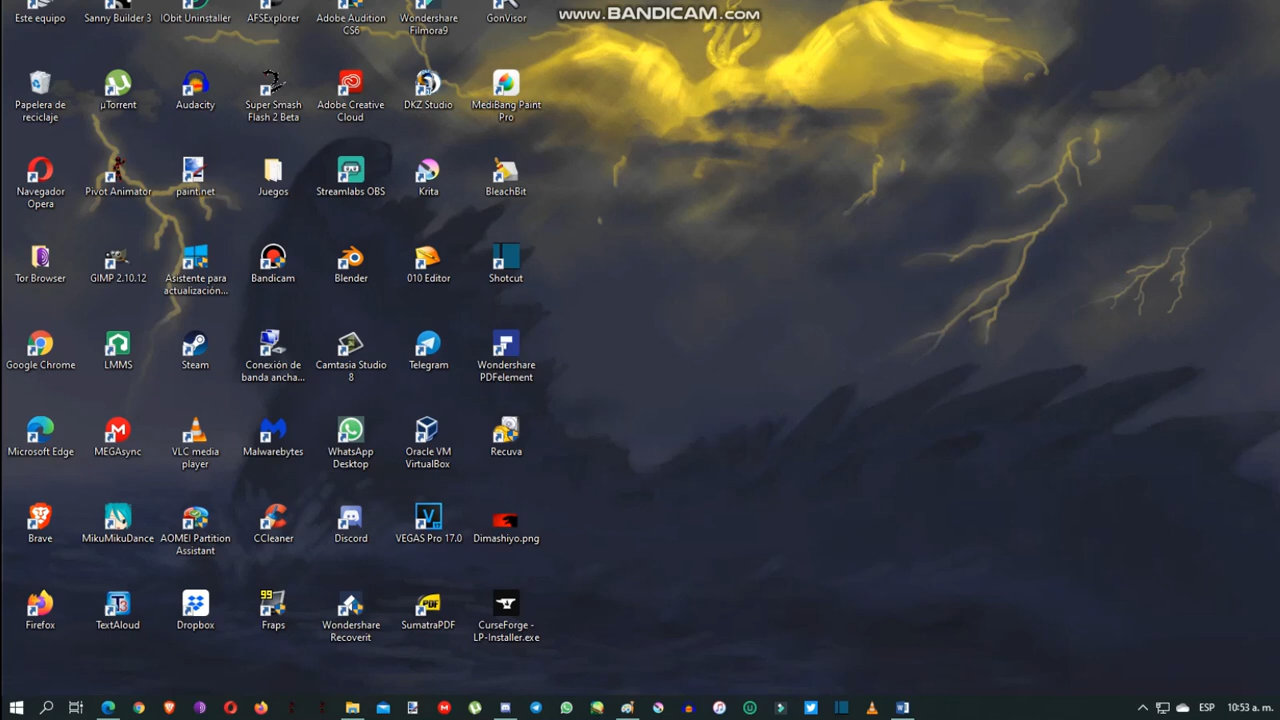 www.BANDICAM.com
Este equipo
Sanny Builder 3
IObit Uninstaller
AFSExplorer
Adobe Audition
CS6
Wondershare
Filmora9
GonVisor
Papelera de
reciclaje
µTorrent
Audacity
Super Smash
Flash 2 Beta
Adobe Creative
Cloud
DKZ Studio
MediBang Paint
Pro
Navegador
Opera
Pivot Animator
paint.net
Juegos
Streamlabs OBS
Krita
BleachBit
Tor Browser
GIMP 2.10.12
Asistente para
actualización...
Bandicam
Blender
010 Editor
Shotcut
Google Chrome
LMMS
Steam
Conexión de
banda ancha...
Camtasia Studio
8
Telegram
Wondershare
PDFelement
Microsoft Edge
MEGAsync
VLC media
player
Malwarebytes
WhatsApp
Desktop
Oracle VM
VirtualBox
Recuva
Brave
MikuMikuDance
AOMEI Partition
Assistant
CCleaner
Discord
VEGAS Pro 17.0
Dimashiyo.png
Firefox
TextAloud
Dropbox
99
Fraps
Wondershare
Recoverit
PDF
SumatraPDF
CurseForge -
LP-Installer.exe
ESP
10:53 a. m.